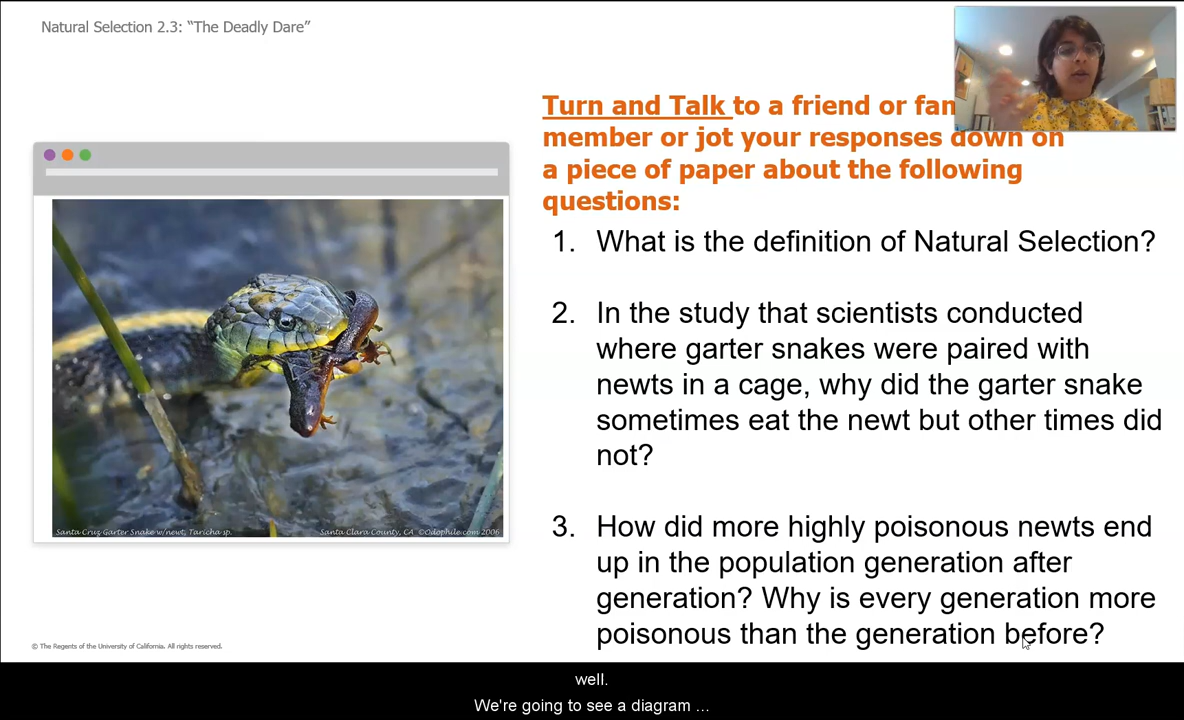 Natural Selection 2.3: “The Deadly Dare”
Turn and Talk to a friend or fam
member or jot your responses down on
a piece of paper about the following
questions:
1. What is the definition of Natural Selection?
2. In the study that scientists conducted
where garter snakes were paired with
newts in a cage, why did the garter snake
sometimes eat the newt but other times did
not?
3. How did more highly poisonous newts end
up in the population generation after
generation? Why is every generation more
poisonous than the generation before?
Santa Cruz Garter Snake w/newt, Taricha sp. Santa Clara County, CA ©Odophile.com 2006
© The Regents of the University of California. All rights reserved.
well.
We're going to see a diagram ...